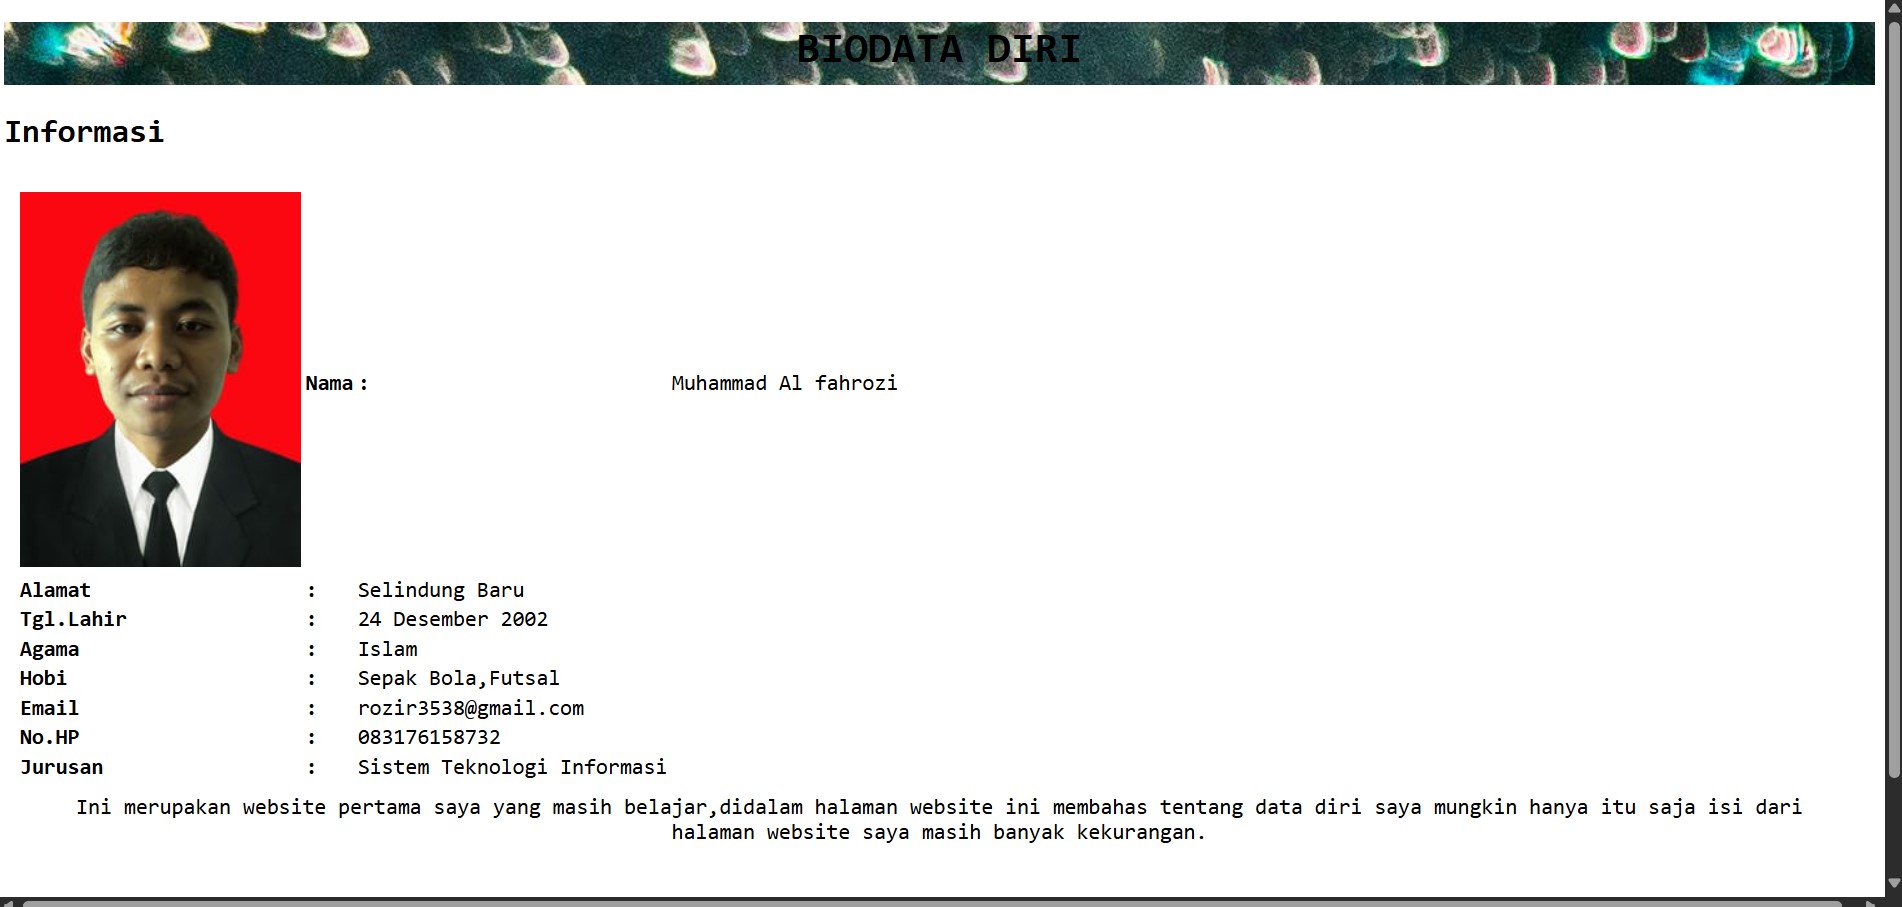 BIODATA DIRI
Informasi
Nama : Muhammad Al fahrozi
Alamat : Selindung Baru
Tgl.Lahir : 24 Desember 2002
Agama : Islam
Hobi : Sepak Bola,Futsal
Email : rozir3538@gmail.com
No.HP : 083176158732
Jurusan : Sistem Teknologi Informasi
Ini merupakan website pertama saya yang masih belajar,didalam halaman website ini membahas tentang data diri saya mungkin hanya itu saja isi dari
halaman website saya masih banyak kekurangan.